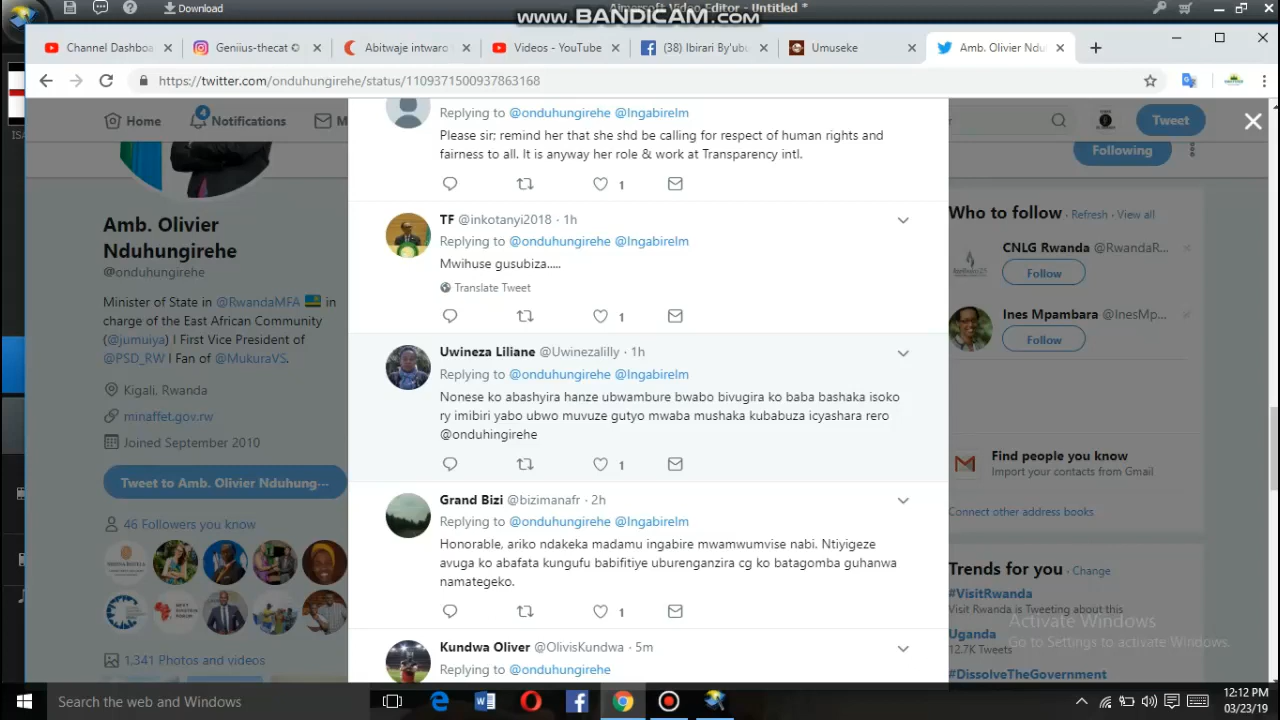 Aimersoft Video Editor - Untitled *
Download
www.BANDICAM.com
Channel Dashboa
Geniius-thecat
Abitwaje intwaro
Videos - YouTube
(38) Ibirari By'ubu
Umuseke
Amb. Olivier Ndu
https://twitter.com/onduhungirehe/status/1109371500937863168
Home
4
Notifications
M
Tweet
Following
Amb. Olivier
Nduhungirehe
@onduhungirehe
Minister of State in @RwandaMFA in
charge of the East African Community
(@jumuiya) I First Vice President of
@PSD_RW I Fan of @MukuraVS.
Kigali, Rwanda
minaffet.gov.rw
Joined September 2010
Tweet to Amb. Olivier Nduhung...
46 Followers you know
1,341 Photos and videos
Replying to @onduhungirehe @IngabireIm
Please sir: remind her that she shd be calling for respect of human rights and
fairness to all. It is anyway her role & work at Transparency intl.
1
TF @inkotanyi2018 · 1h
Replying to @onduhungirehe @IngabireIm
Mwihuse gusubiza.....
Translate Tweet
1
Uwineza Liliane @Uwinezalilly · 1h
Replying to @onduhungirehe @IngabireIm
Nonese ko abashyira hanze ubwambure bwabo bivugira ko baba bashaka isoko
ry imibiri yabo ubwo muvuze gutyo mwaba mushaka kubabuza icyashara rero
@onduhingirehe
1
Grand Bizi @bizimanafr · 2h
Replying to @onduhungirehe @IngabireIm
Honorable, ariko ndakeka madamu ingabire mwamwumvise nabi. Ntiyigeze
avuga ko abafata kungufu babifitiye uburenganzira cg ko batagomba guhanwa
namategeko.
1
Kundwa Oliver @OlivisKundwa · 5m
Replying to @onduhungirehe
Who to follow · Refresh · View all
CNLG Rwanda @RwandaR...
Follow
Ines Mpambara @InesMp...
Follow
Find people you know
Import your contacts from Gmail
Connect other address books
Trends for you · Change
#VisitRwanda
Visit Rwanda is Tweeting about this
Uganda
12.7K Tweets
#DissolveTheGovernment
Activate Windows
Go to Settings to activate Windows.
Search the web and Windows
12:12 PM
03/23/19